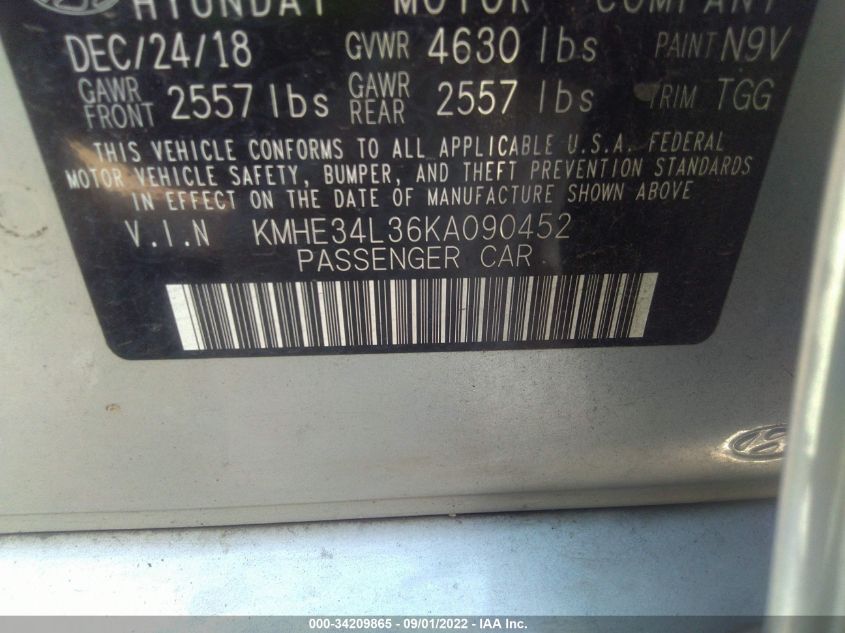 HYUNDAI MOTOR COMPANY
DEC/24/18 GVWR 4630 lbs PAINT N9V
GAWR FRONT 2557 lbs GAWR REAR 2557 lbs TRIM TGG
THIS VEHICLE CONFORMS TO ALL APPLICABLE U.S.A. FEDERAL
MOTOR VEHICLE SAFETY, BUMPER, AND THEFT PREVENTION STANDARDS
IN EFFECT ON THE DATE OF MANUFACTURE SHOWN ABOVE
V.I.N KMHE34L36KA090452
PASSENGER CAR
000-34209865 - 09/01/2022 - IAA Inc.